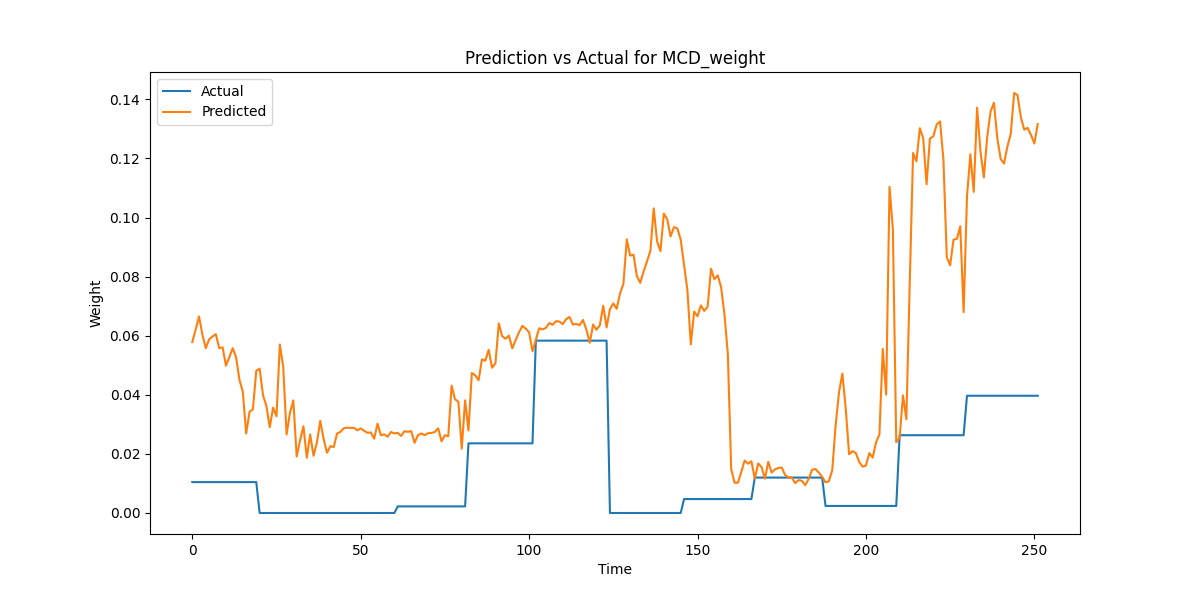 Prediction vs Actual for MCD_weight
Actual
Predicted
0.14
0.12
0.10
0.08
0.06
0.04
0.02
0.00
Weight
0 50 100 150 200 250
Time